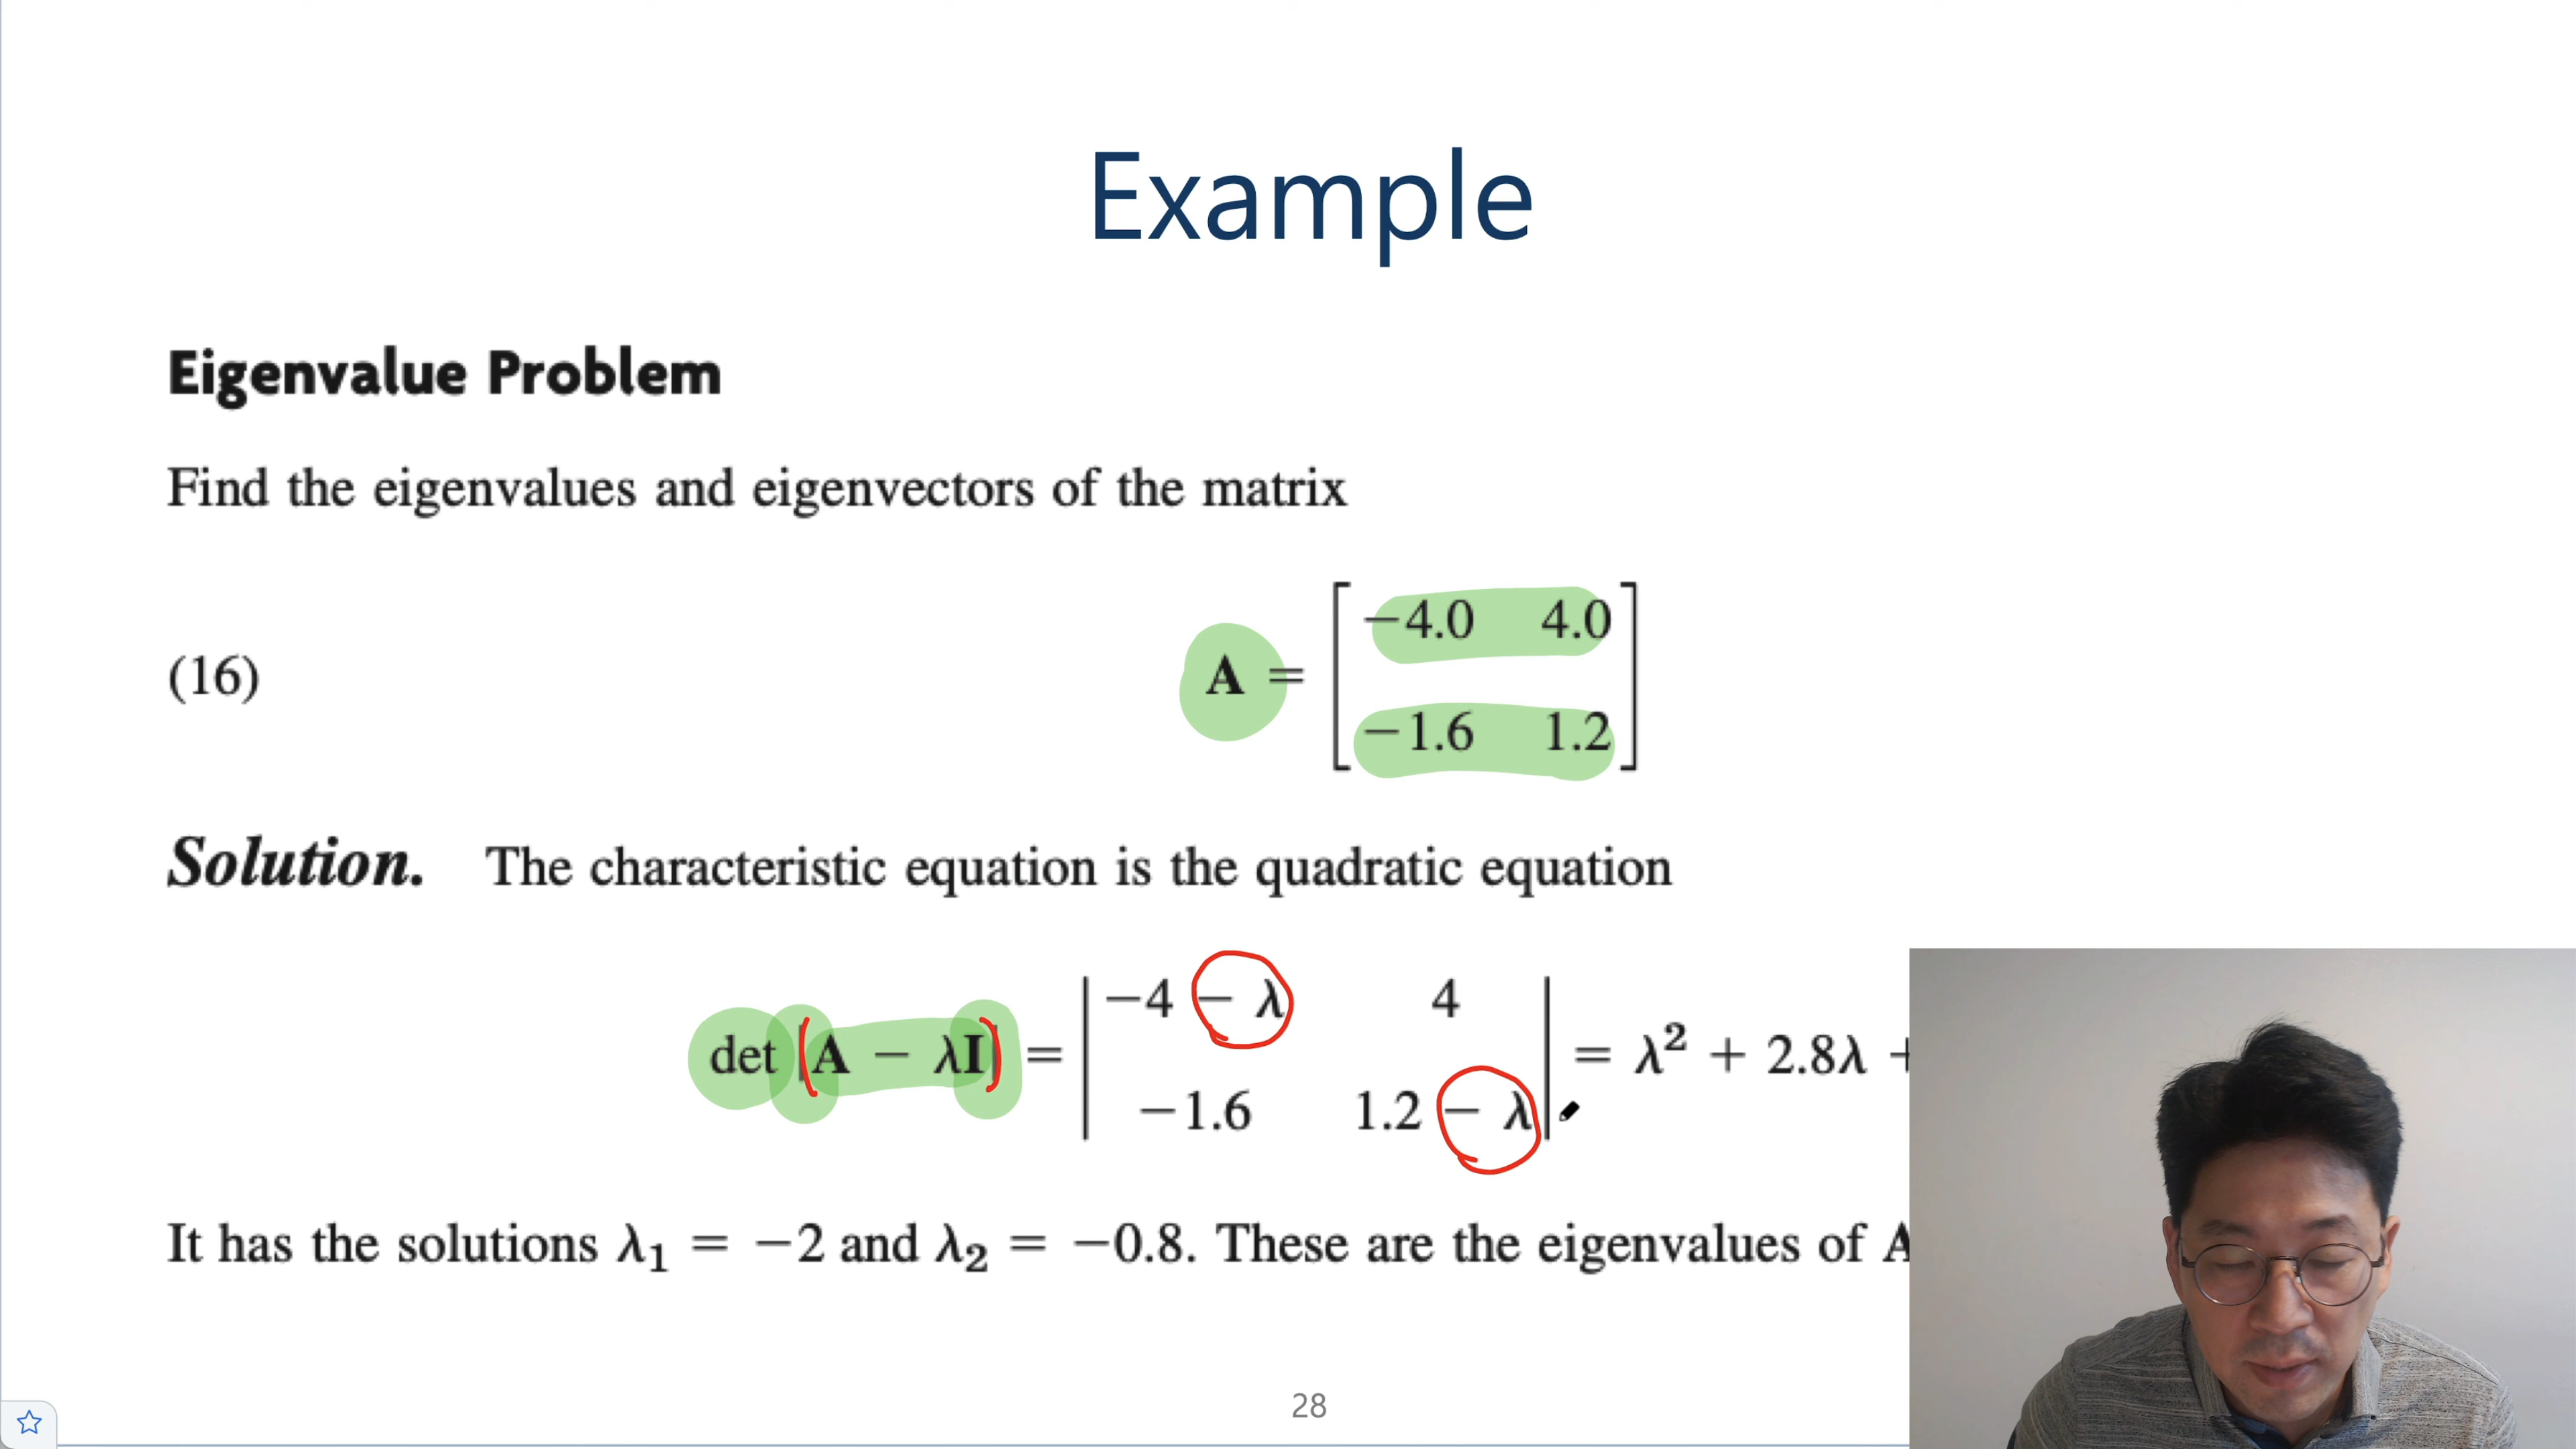 Example
Eigenvalue Problem
Find the eigenvalues and eigenvectors of the matrix
(16) A = [ −4.0 4.0
−1.6 1.2 ]
Solution. The characteristic equation is the quadratic equation
det |A − λI| = | −4 − λ 4
−1.6 1.2 − λ | = λ² + 2.8λ +
It has the solutions λ₁ = −2 and λ₂ = −0.8. These are the eigenvalues of A
28